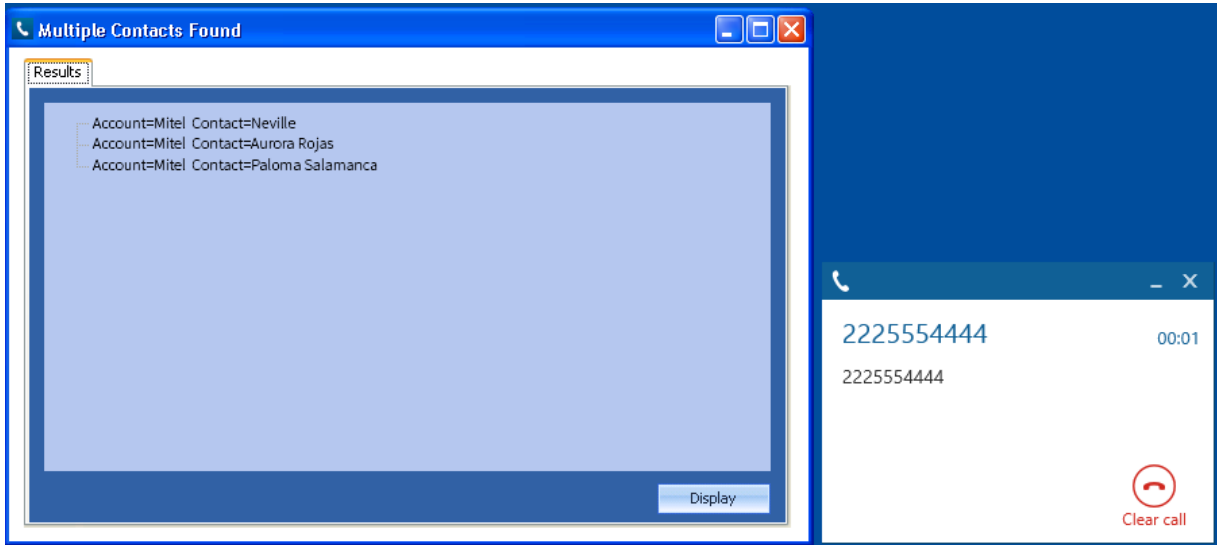 Multiple Contacts Found
Results
Account=Mitel Contact=Neville
Account=Mitel Contact=Aurora Rojas
Account=Mitel Contact=Paloma Salamanca
Display
2225554444
00:01
2225554444
Clear call